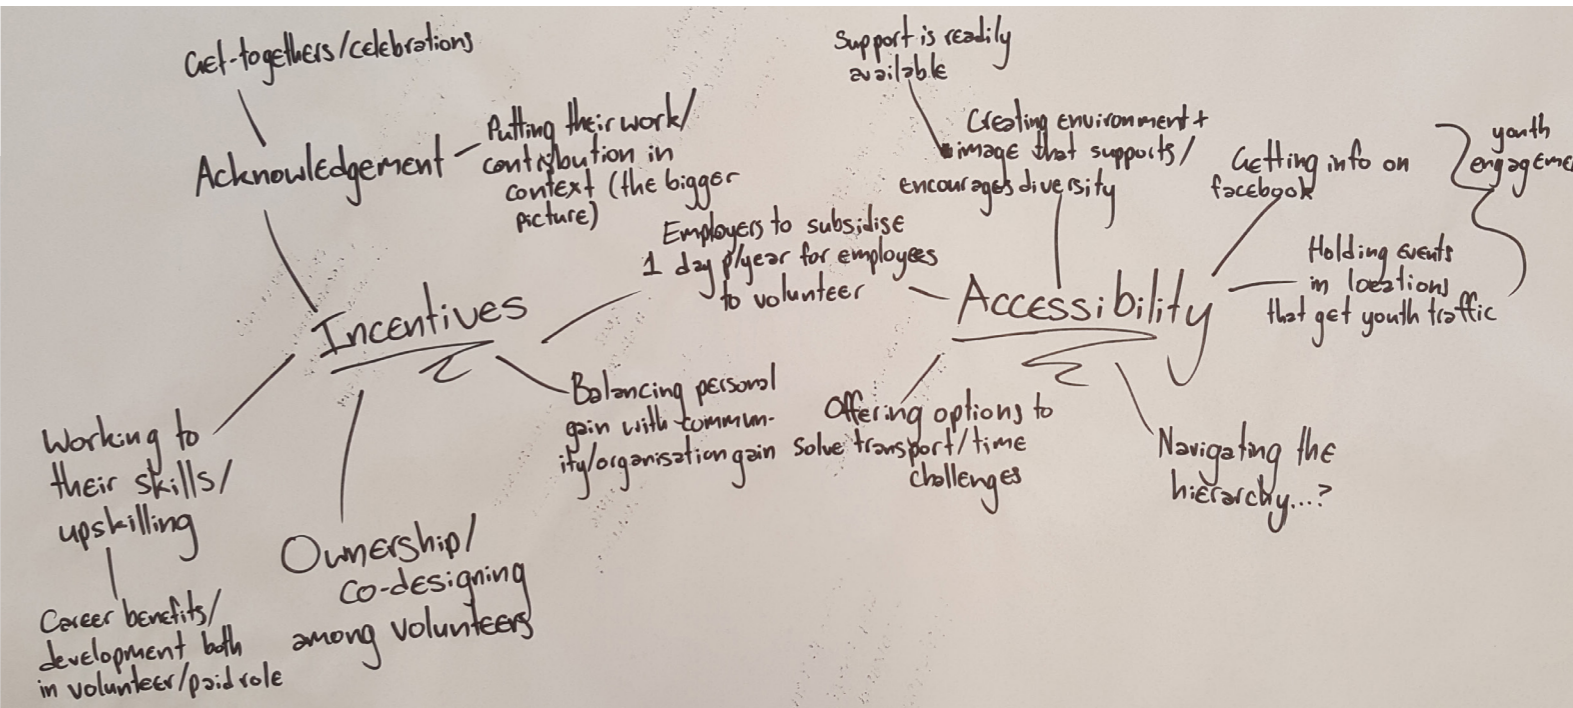 Get-togethers/celebrations
Acknowledgement
Putting their work/
contribution in
context (the bigger
picture)
Incentives
Employers to subsidise
1 day p/year for employees
to volunteer
Balancing personal
gain with commun-
ity/organisation gain
Ownership/
co-designing
among volunteers
Working to
their skills/
upskilling
Career benefits/
development both
in volunteer/paid role
Support is readily
available
Creating environment +
image that supports/
encourages diversity
Accessibility
Getting info on
facebook
youth
engageme
Holding events
in locations
that get youth traffic
Offering options to
solve transport/time
challenges
Navigating the
hierarchy...?